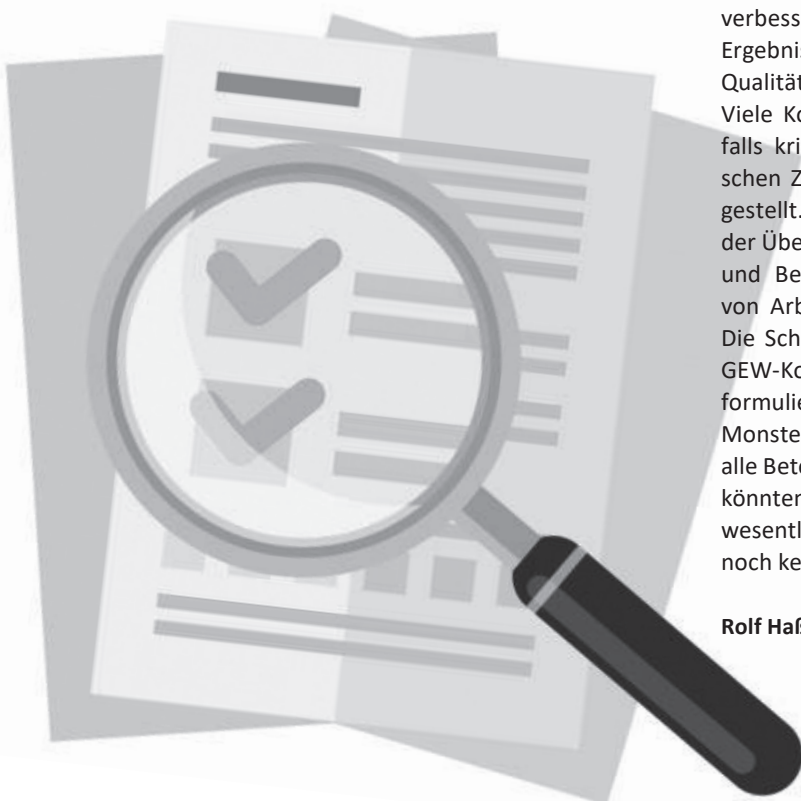 verbess
Ergebnis
Qualität
Viele Ko
falls kri
schen Z
gestellt.
der Übe
und Be
von Arb
Die Sch
GEW-Ko
formulie
Monste
alle Bete
könnten
wesentl
noch ke
Rolf Haß